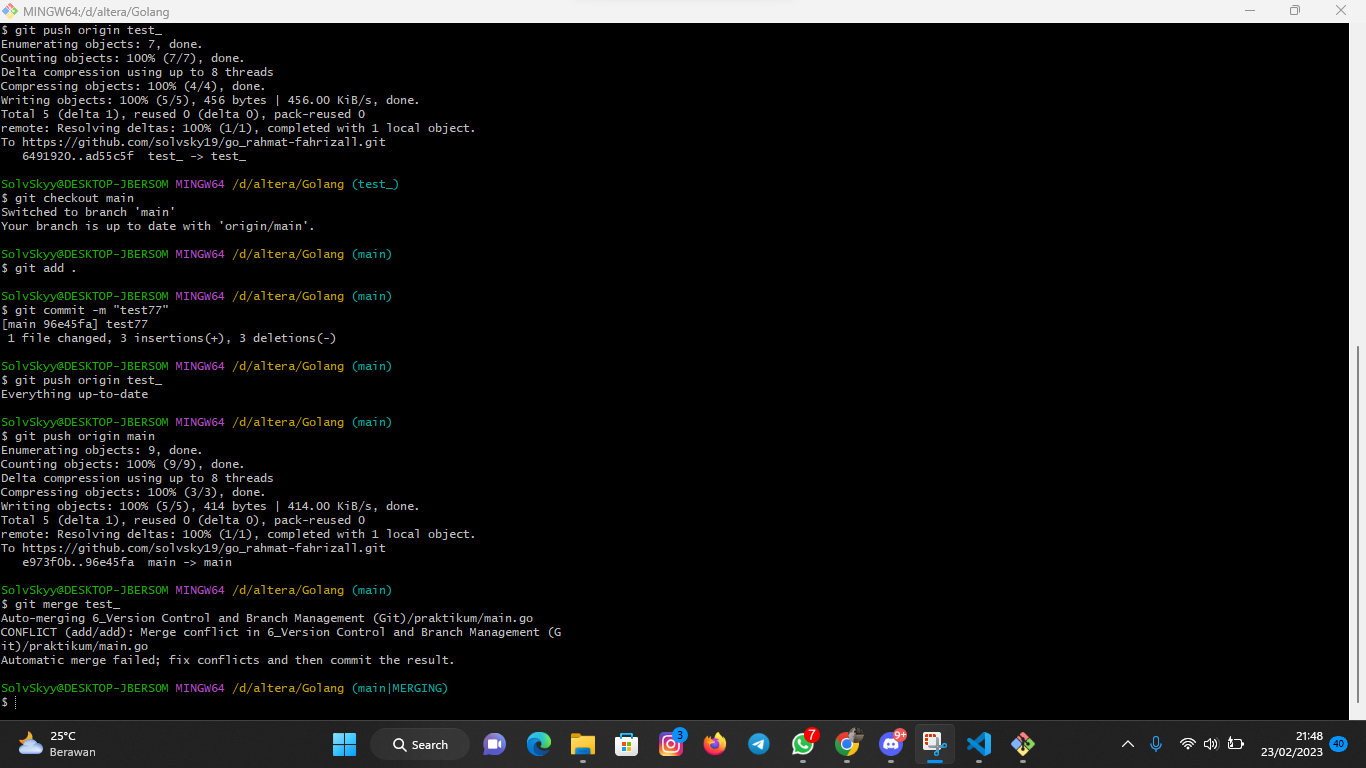 MINGW64:/d/altera/Golang
$ git push origin test_
Enumerating objects: 7, done.
Counting objects: 100% (7/7), done.
Delta compression using up to 8 threads
Compressing objects: 100% (4/4), done.
Writing objects: 100% (5/5), 456 bytes | 456.00 KiB/s, done.
Total 5 (delta 1), reused 0 (delta 0), pack-reused 0
remote: Resolving deltas: 100% (1/1), completed with 1 local object.
To https://github.com/solvsky19/go_rahmat-fahrizall.git
   6491920..ad55c5f  test_ -> test_
SolvSkyy@DESKTOP-JBERSOM MINGW64 /d/altera/Golang (test_)
$ git checkout main
Switched to branch 'main'
Your branch is up to date with 'origin/main'.
SolvSkyy@DESKTOP-JBERSOM MINGW64 /d/altera/Golang (main)
$ git add .
SolvSkyy@DESKTOP-JBERSOM MINGW64 /d/altera/Golang (main)
$ git commit -m "test77"
[main 96e45fa] test77
 1 file changed, 3 insertions(+), 3 deletions(-)
SolvSkyy@DESKTOP-JBERSOM MINGW64 /d/altera/Golang (main)
$ git push origin test_
Everything up-to-date
SolvSkyy@DESKTOP-JBERSOM MINGW64 /d/altera/Golang (main)
$ git push origin main
Enumerating objects: 9, done.
Counting objects: 100% (9/9), done.
Delta compression using up to 8 threads
Compressing objects: 100% (3/3), done.
Writing objects: 100% (5/5), 414 bytes | 414.00 KiB/s, done.
Total 5 (delta 1), reused 0 (delta 0), pack-reused 0
remote: Resolving deltas: 100% (1/1), completed with 1 local object.
To https://github.com/solvsky19/go_rahmat-fahrizall.git
   e973f0b..96e45fa  main -> main
SolvSkyy@DESKTOP-JBERSOM MINGW64 /d/altera/Golang (main)
$ git merge test_
Auto-merging 6_Version Control and Branch Management (Git)/praktikum/main.go
CONFLICT (add/add): Merge conflict in 6_Version Control and Branch Management (G
it)/praktikum/main.go
Automatic merge failed; fix conflicts and then commit the result.
SolvSkyy@DESKTOP-JBERSOM MINGW64 /d/altera/Golang (main|MERGING)
$
25°C
Berawan
Search
3
7
9+
21:48
23/02/2023
40